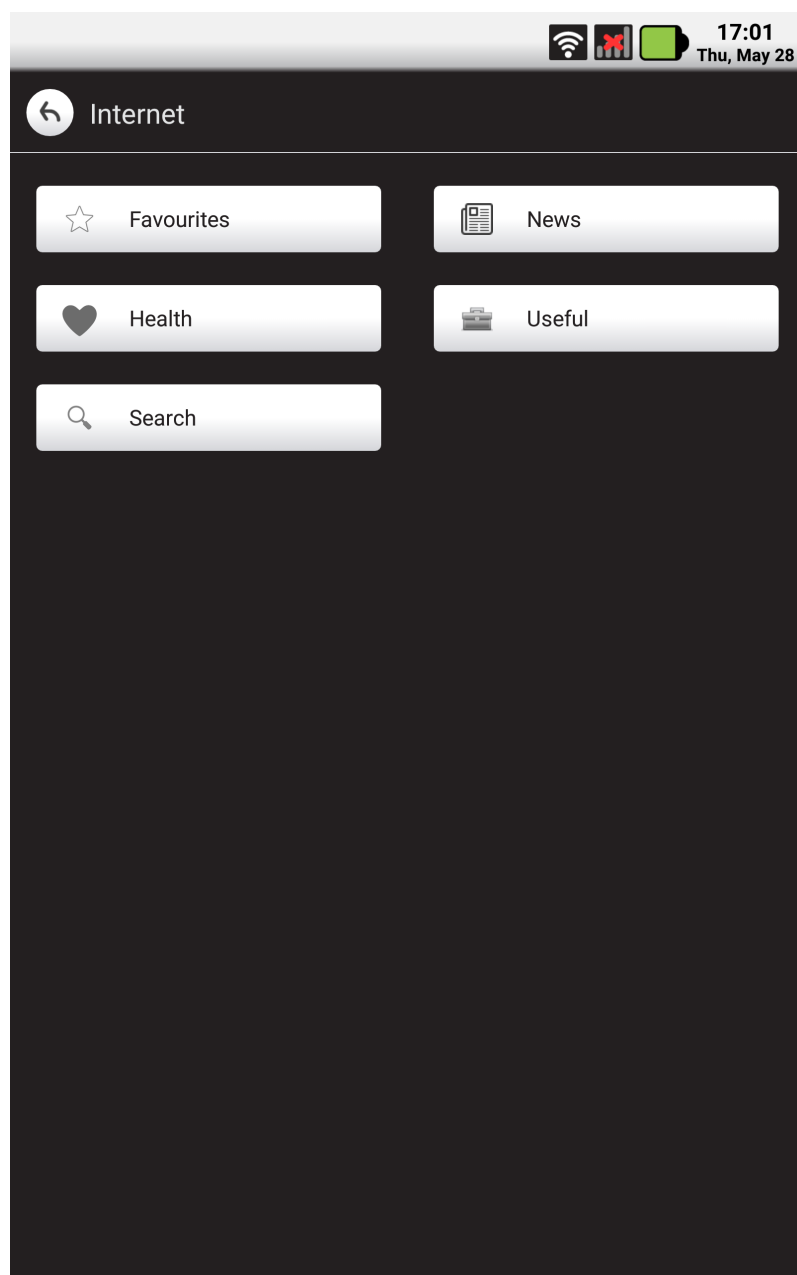 17:01
Thu, May 28
Internet
Favourites
News
Health
Useful
Search